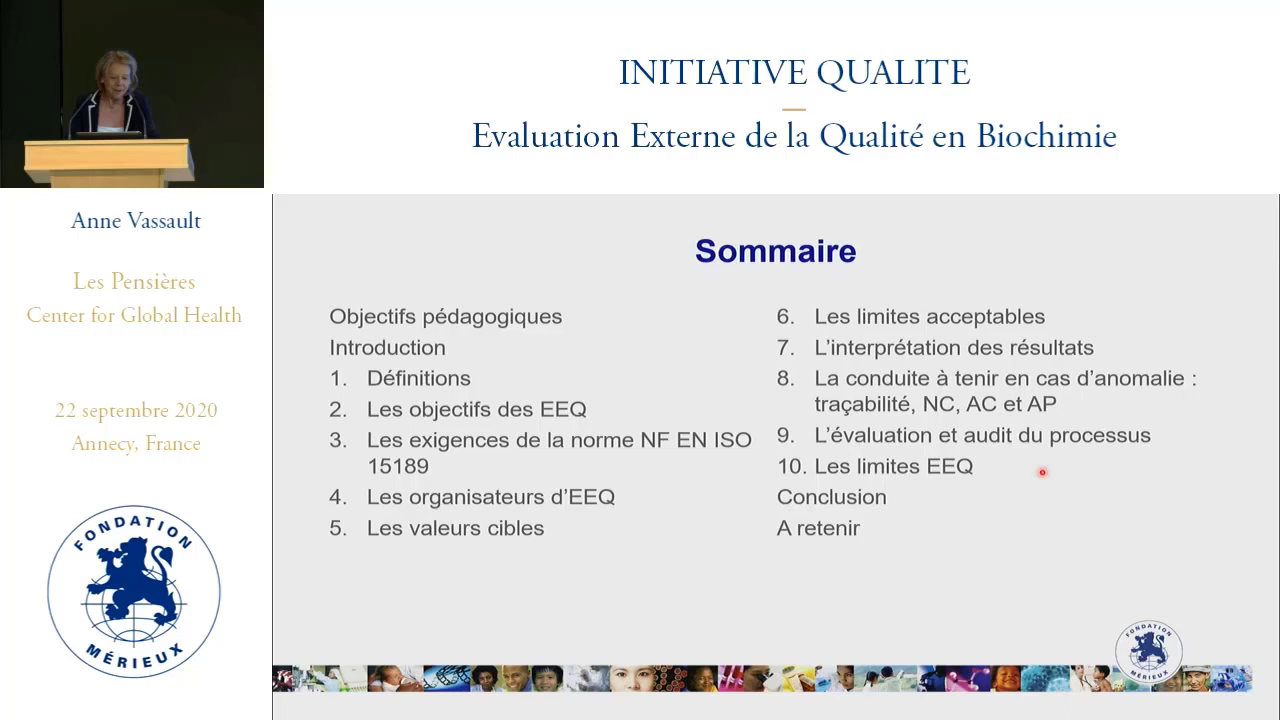 INITIATIVE QUALITE
Evaluation Externe de la Qualité en Biochimie
Anne Vassault
Les Pensières
Center for Global Health
22 septembre 2020
Annecy, France
FONDATION
MÉRIEUX
Sommaire
Objectifs pédagogiques
Introduction
1. Définitions
2. Les objectifs des EEQ
3. Les exigences de la norme NF EN ISO
15189
4. Les organisateurs d'EEQ
5. Les valeurs cibles
6. Les limites acceptables
7. L'interprétation des résultats
8. La conduite à tenir en cas d'anomalie :
traçabilité, NC, AC et AP
9. L'évaluation et audit du processus
10. Les limites EEQ
Conclusion
A retenir
FONDATION
MÉRIEUX